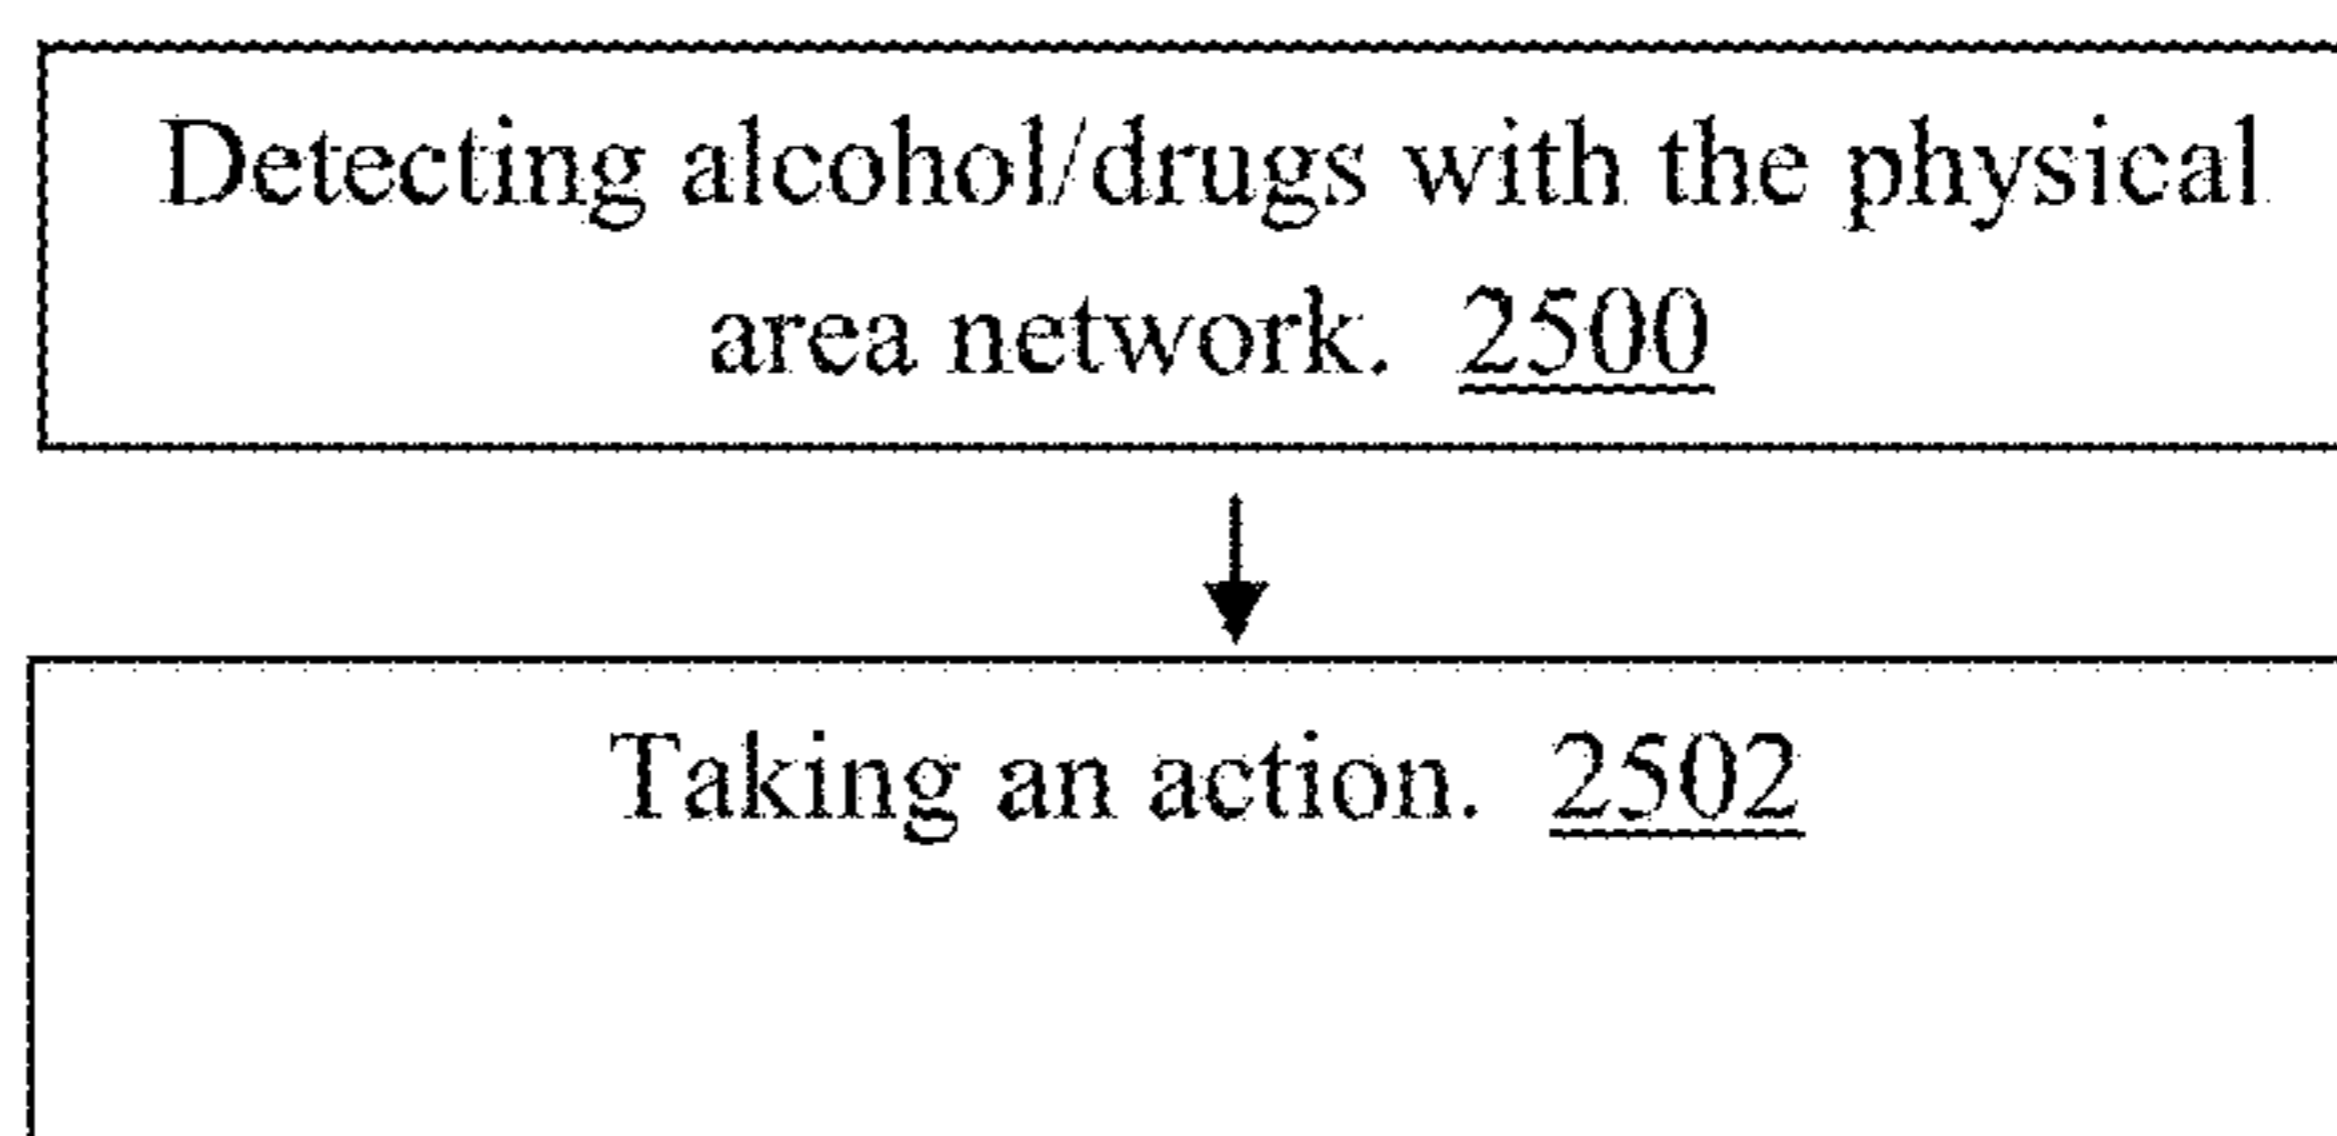 Detecting alcohol/drugs with the physical
area network. 2500
Taking an action. 2502